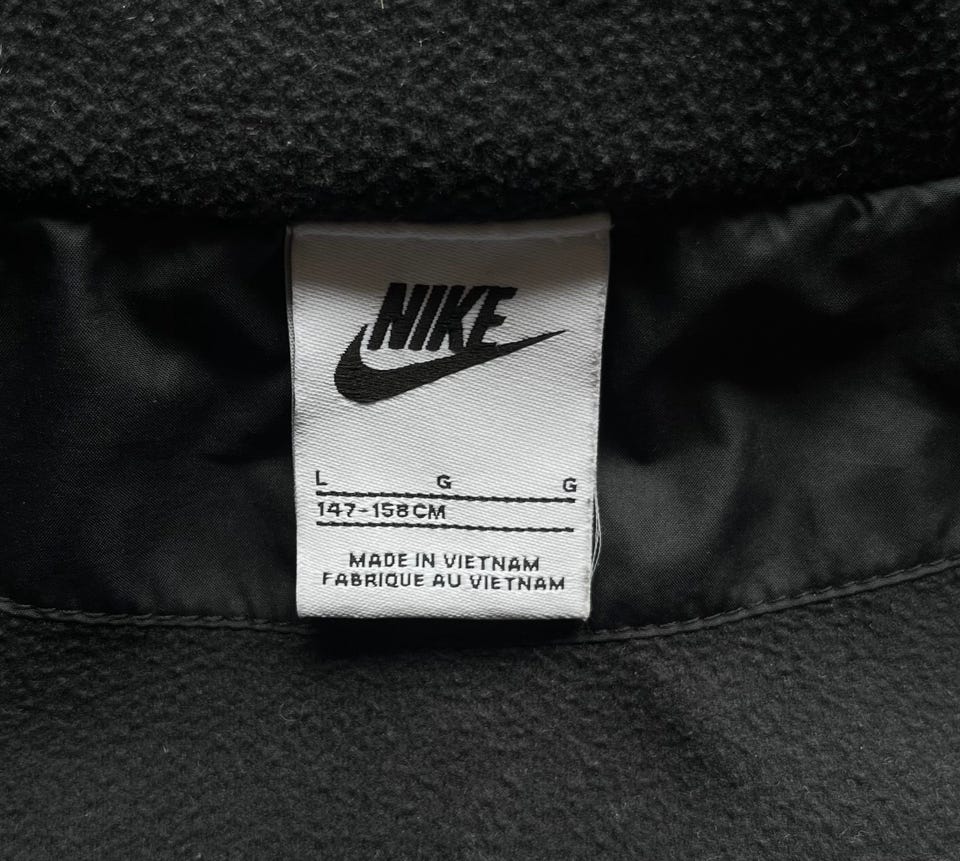 NIKE
L G G
147-158CM
MADE IN VIETNAM
FABRIQUE AU VIETNAM